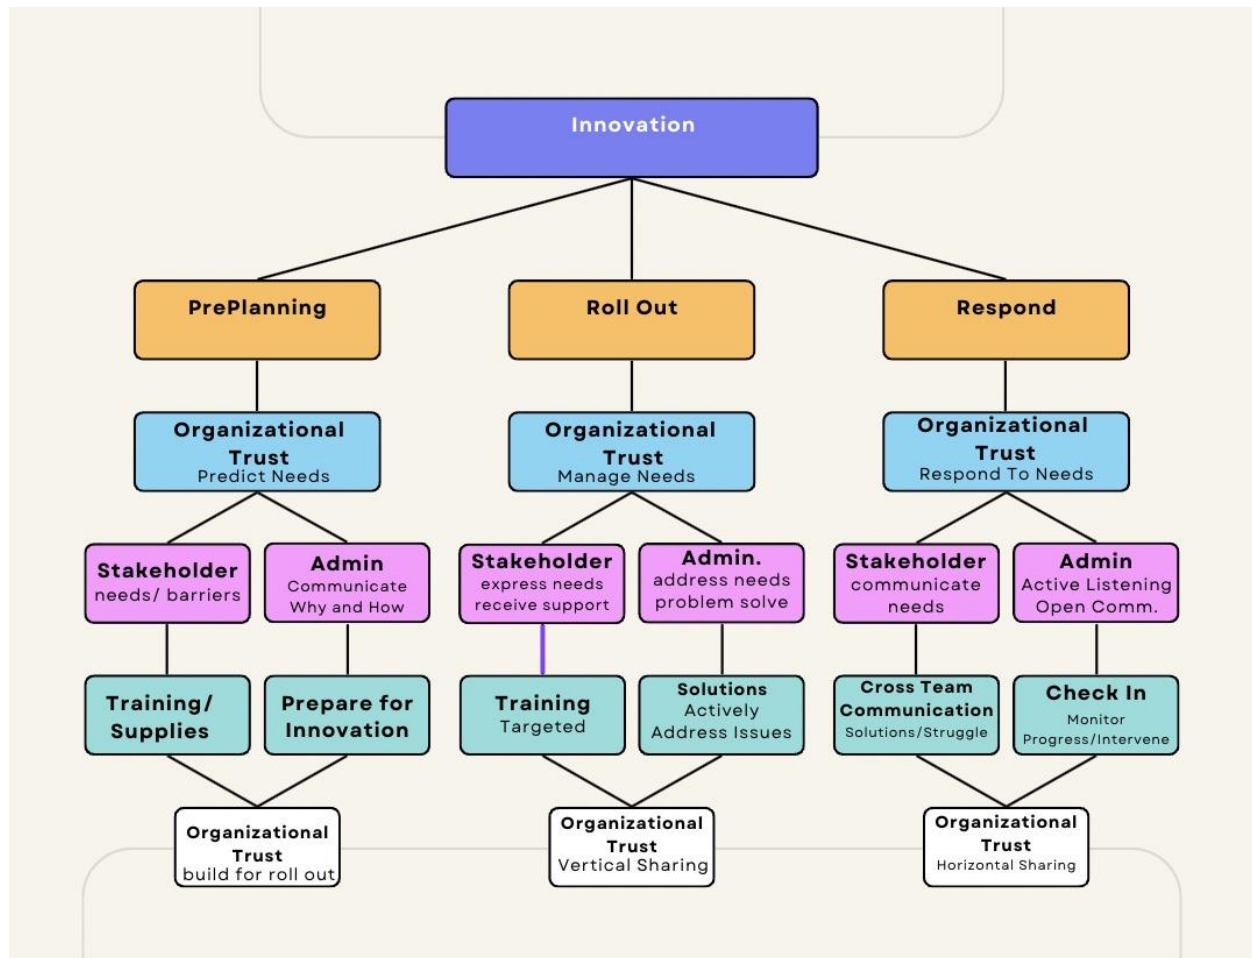 Innovation
PrePlanning
Roll Out
Respond
Organizational
Trust
Predict Needs
Organizational
Trust
Manage Needs
Organizational
Trust
Respond To Needs
Stakeholder
needs/ barriers
Admin
Communicate
Why and How
Stakeholder
express needs
receive support
Admin.
address needs
problem solve
Stakeholder
communicate
needs
Admin
Active Listening
Open Comm.
Training/
Supplies
Prepare for
Innovation
Training
Targeted
Solutions
Actively
Address Issues
Cross Team
Communication
Solutions/Struggle
Check In
Monitor
Progress/Intervene
Organizational
Trust
build for roll out
Organizational
Trust
Vertical Sharing
Organizational
Trust
Horizontal Sharing